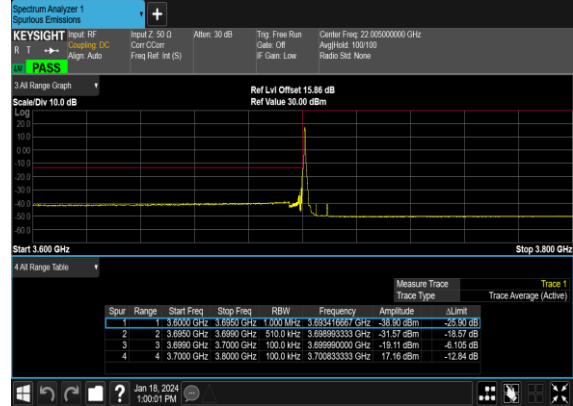 Spectrum Analyzer 1
Spurious Emissions
+
KEYSIGHT Input: RF Input Z: 50 Ω Atten: 30 dB Trig: Free Run Center Freq: 22.005000000 GHz
R T Coupling: DC Corr CCorr Gate: Off Avg|Hold: 100/100
Align: Auto Freq Ref: Int (S) IF Gain: Low Radio Std: None
PASS
3 All Range Graph
Ref Lvl Offset 15.86 dB
Scale/Div 10.0 dB Ref Value 30.00 dBm
Log
20.0
10.0
0.00
-10.0
-20.0
-30.0
-40.0
-50.0
-60.0
Start 3.600 GHz Stop 3.800 GHz
4 All Range Table
Measure Trace Trace 1
Trace Type Trace Average (Active)
Spur Range Start Freq Stop Freq RBW Frequency Amplitude ΔLimit
1 1 3.6000 GHz 3.6950 GHz 1.000 MHz 3.693416667 GHz -38.90 dBm -25.90 dB
2 2 3.6950 GHz 3.6990 GHz 510.0 kHz 3.698993333 GHz -31.57 dBm -18.57 dB
3 3 3.6990 GHz 3.7000 GHz 100.0 kHz 3.699990000 GHz -19.11 dBm -6.105 dB
4 4 3.7000 GHz 3.8000 GHz 100.0 kHz 3.700833333 GHz 17.16 dBm -12.84 dB
? Jan 18, 2024
1:00:01 PM